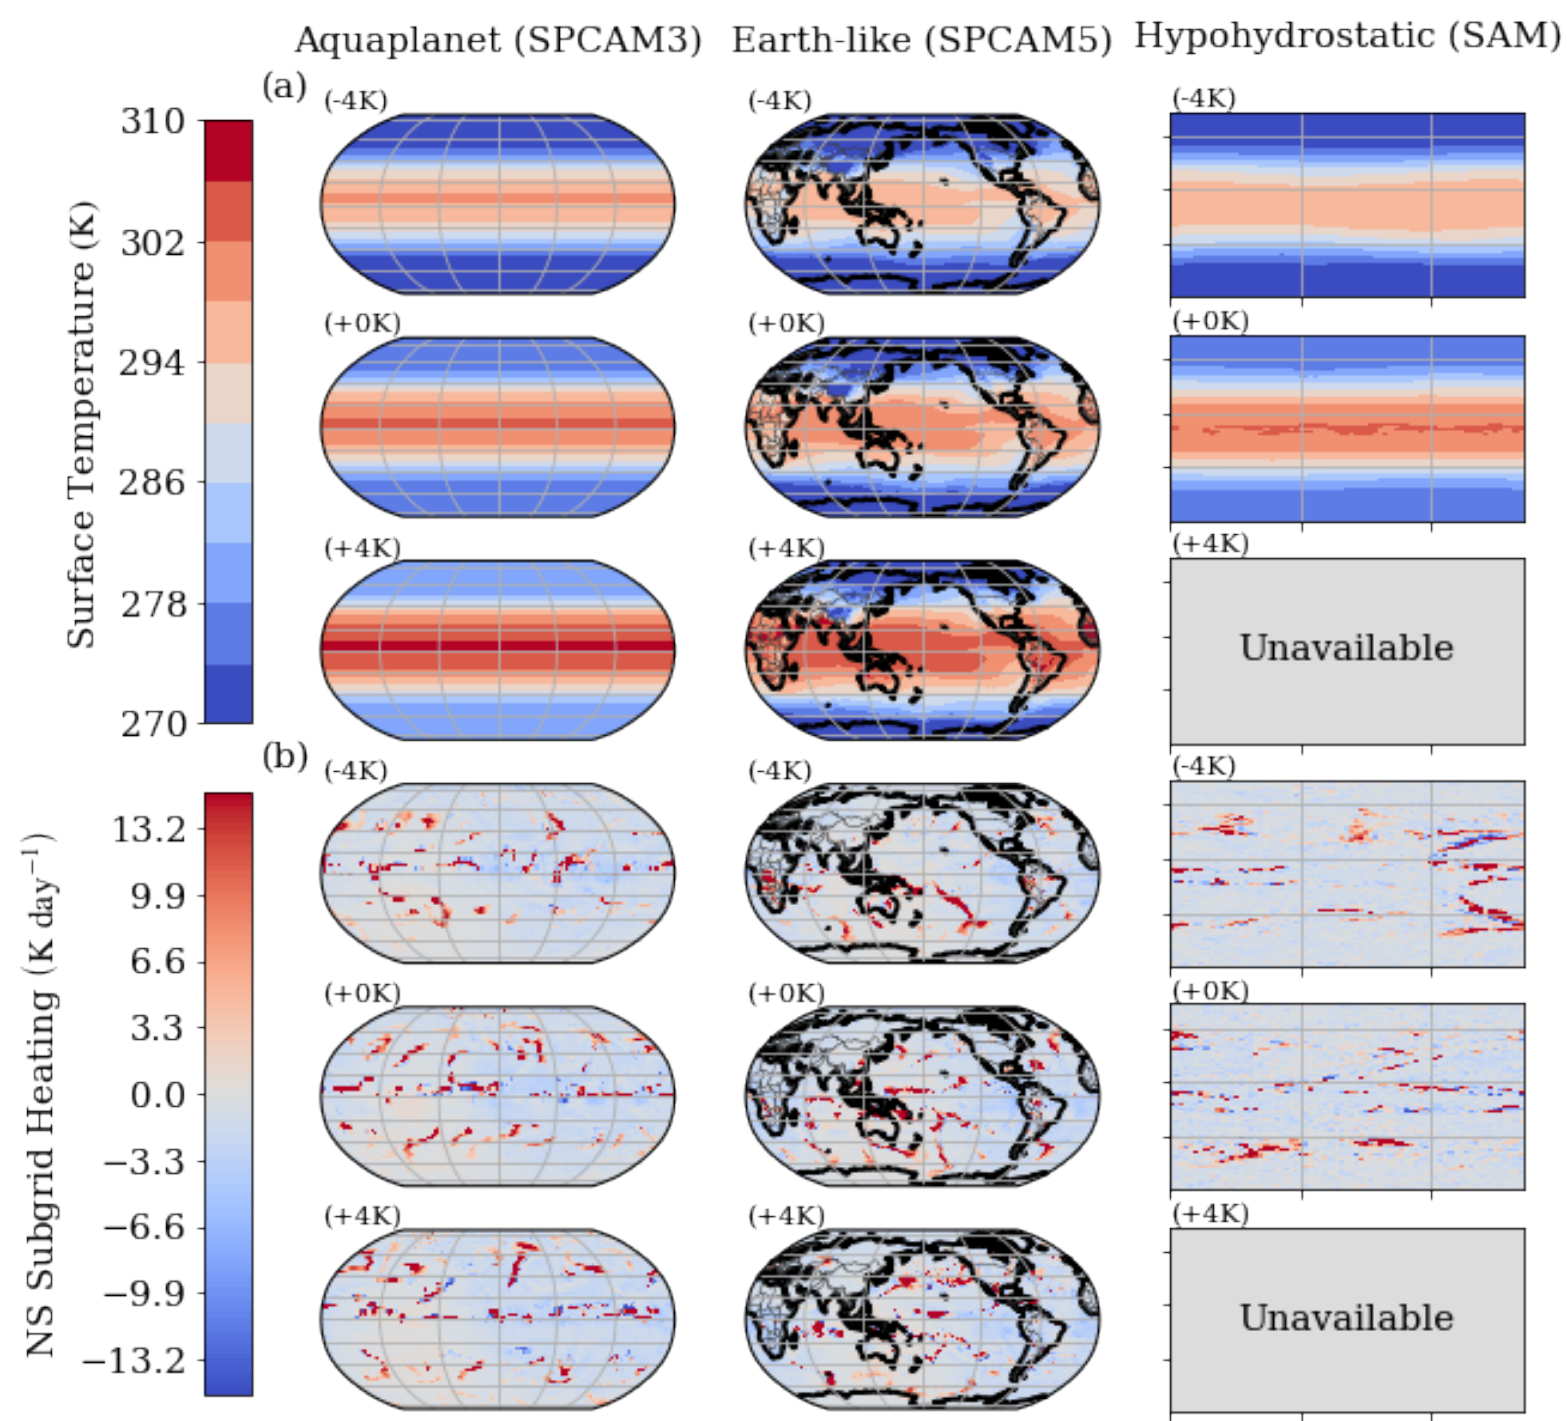 Aquaplanet (SPCAM3) Earth-like (SPCAM5) Hypohydrostatic (SAM)
(a)
(-4K) (-4K) (-4K)
310
302
294
286
278
270
Surface Temperature (K)
(+0K) (+0K) (+0K)
(+4K) (+4K) (+4K)
Unavailable
(b)
(-4K) (-4K) (-4K)
13.2
9.9
6.6
3.3
0.0
−3.3
−6.6
−9.9
−13.2
NS Subgrid Heating (K day⁻¹)
(+0K) (+0K) (+0K)
(+4K) (+4K) (+4K)
Unavailable